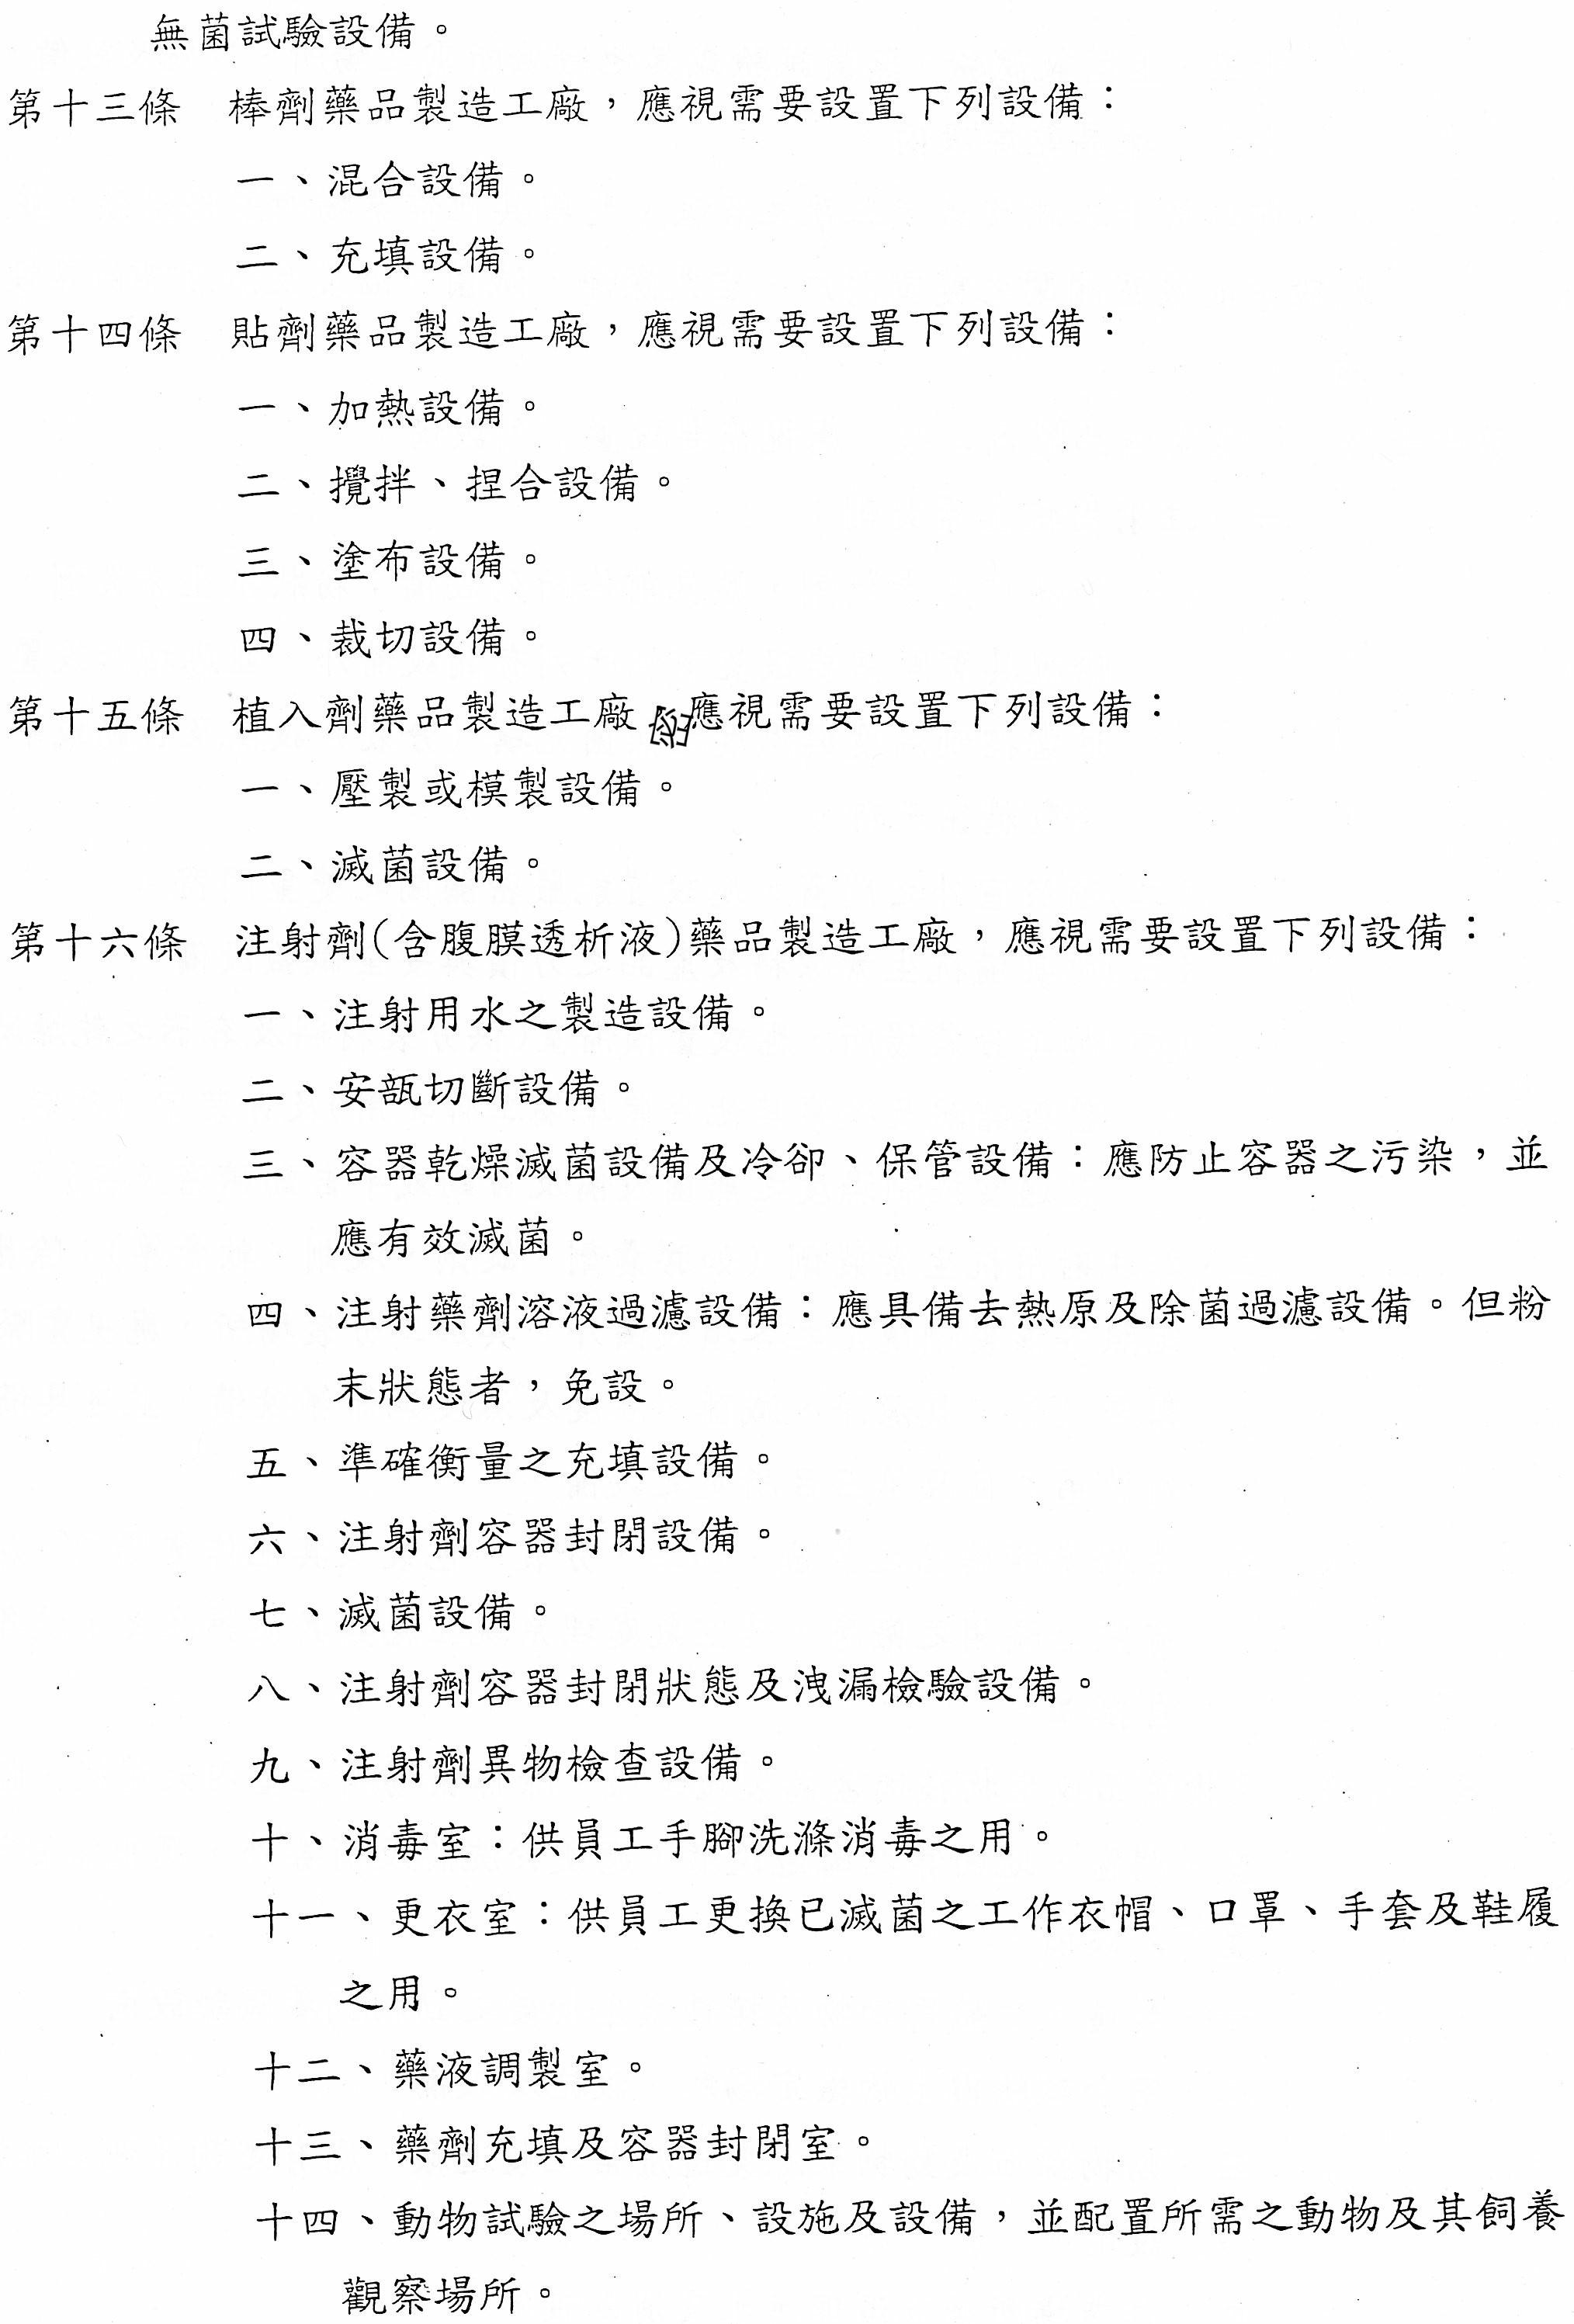 無菌試驗設備。
第十三條　棒劑藥品製造工廠，應視需要設置下列設備：
一、混合設備。
二、充填設備。
第十四條　貼劑藥品製造工廠，應視需要設置下列設備：
一、加熱設備。
二、攪拌、捏合設備。
三、塗布設備。
四、裁切設備。
第十五條　植入劑藥品製造工廠應視需要設置下列設備：
一、壓製或模製設備。
二、滅菌設備。
第十六條　注射劑(含腹膜透析液)藥品製造工廠，應視需要設置下列設備：
一、注射用水之製造設備。
二、安瓿切斷設備。
三、容器乾燥滅菌設備及冷卻、保管設備：應防止容器之污染，並
應有效滅菌。
四、注射藥劑溶液過濾設備：應具備去熱原及除菌過濾設備。但粉
末狀態者，免設。
五、準確衡量之充填設備。
六、注射劑容器封閉設備。
七、滅菌設備。
八、注射劑容器封閉狀態及洩漏檢驗設備。
九、注射劑異物檢查設備。
十、消毒室：供員工手腳洗滌消毒之用。
十一、更衣室：供員工更換已滅菌之工作衣帽、口罩、手套及鞋履
之用。
十二、藥液調製室。
十三、藥劑充填及容器封閉室。
十四、動物試驗之場所、設施及設備，並配置所需之動物及其飼養
觀察場所。